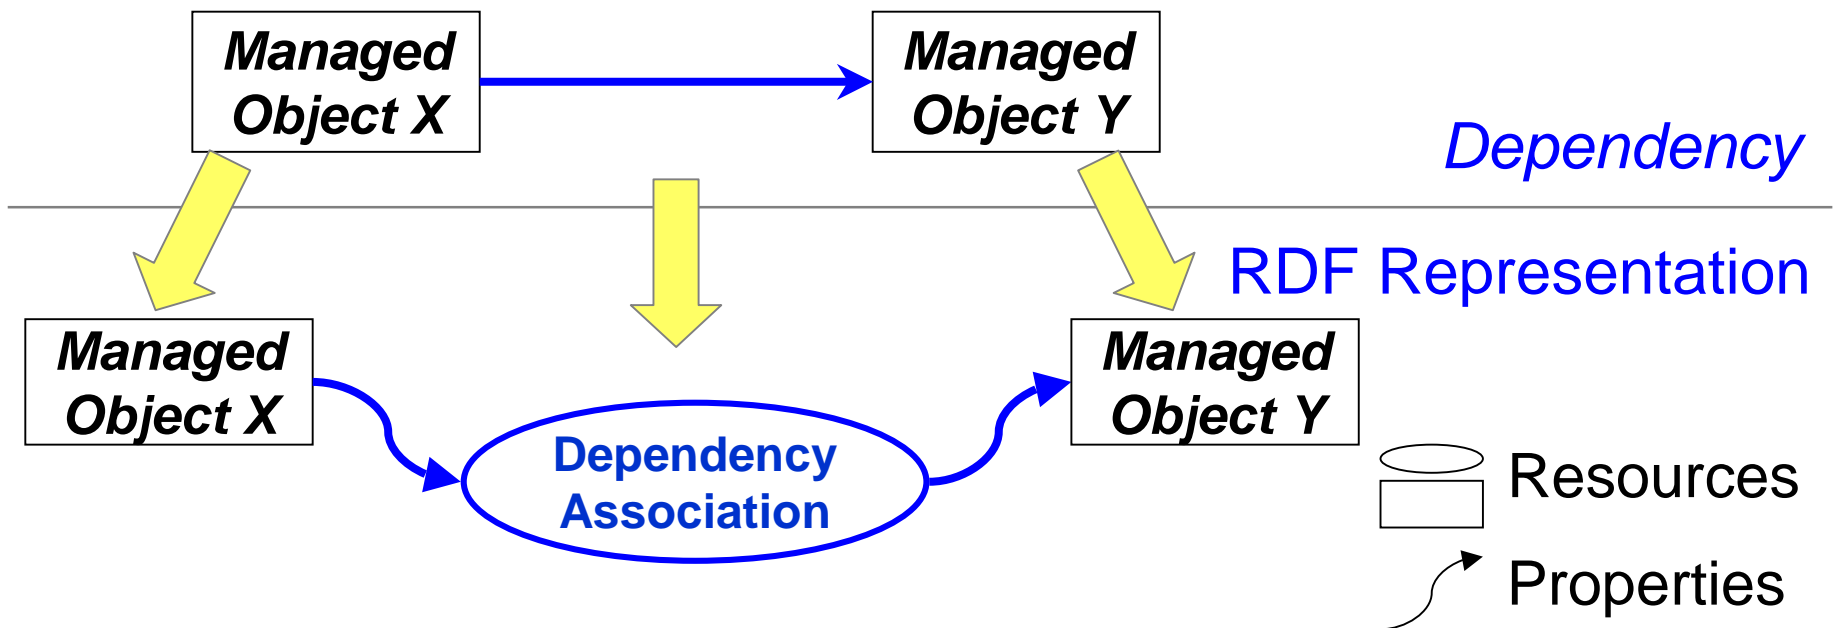 Managed
Object X
Managed
Object Y
Dependency
RDF Representation
Managed
Object X
Managed
Object Y
Dependency
Association
Resources
Properties